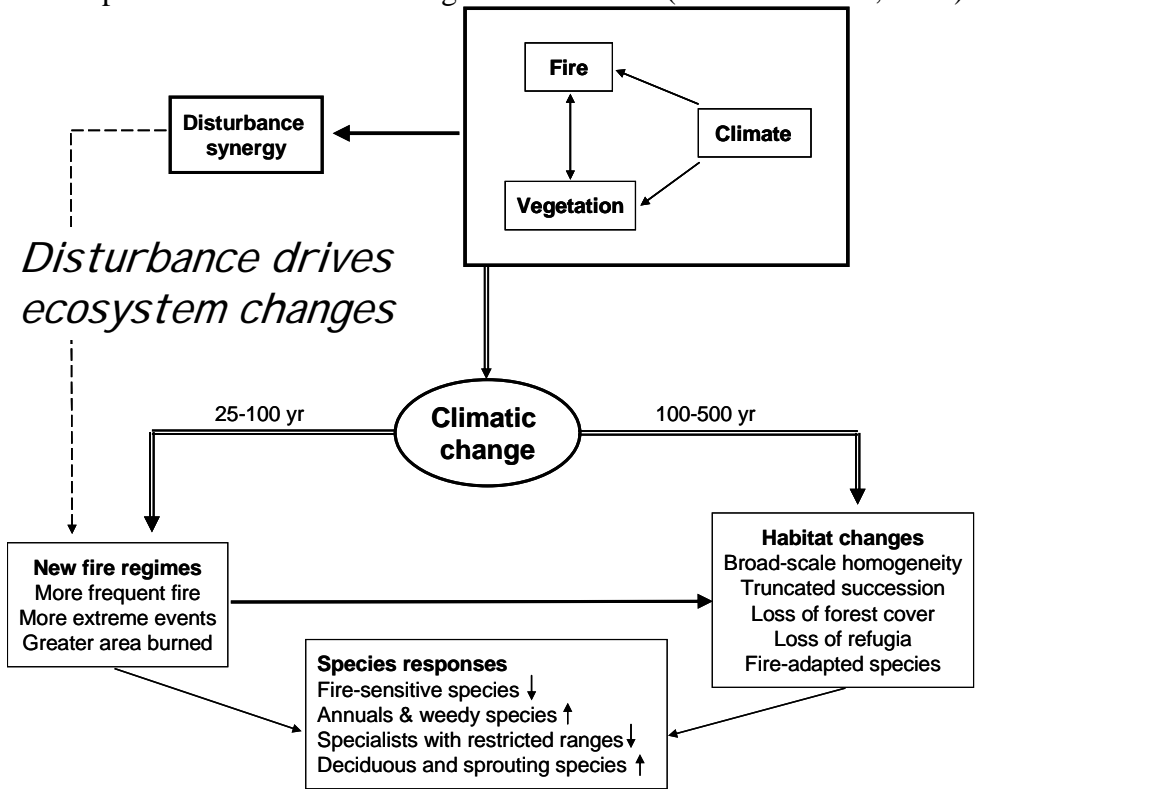 Fire
Climate
Vegetation
Disturbance
synergy
Disturbance drives
ecosystem changes
Climatic
change
25-100 yr
100-500 yr
New fire regimes
More frequent fire
More extreme events
Greater area burned
Habitat changes
Broad-scale homogeneity
Truncated succession
Loss of forest cover
Loss of refugia
Fire-adapted species
Species responses
Fire-sensitive species ↓
Annuals & weedy species ↑
Specialists with restricted ranges ↓
Deciduous and sprouting species ↑